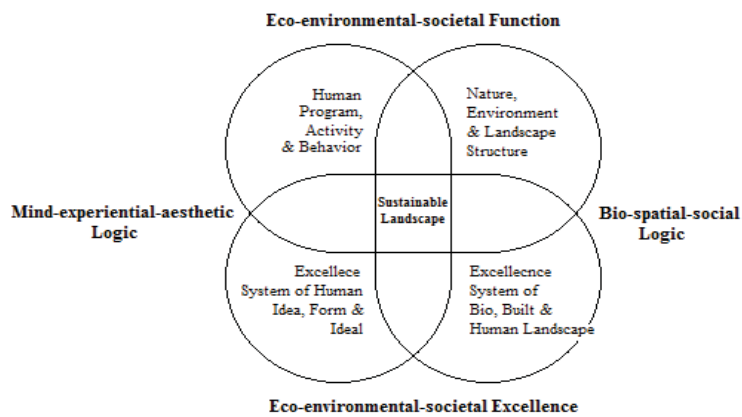 Eco-environmental-societal Function
Human
Program,
Activity
& Behavior
Nature,
Environment
& Landscape
Structure
Mind-experiential-aesthetic
Logic
Sustainable
Landscape
Bio-spatial-social
Logic
Excellece
System of Human
Idea, Form &
Ideal
Excellecnce
System of
Bio, Built &
Human Landscape
Eco-environmental-societal Excellence